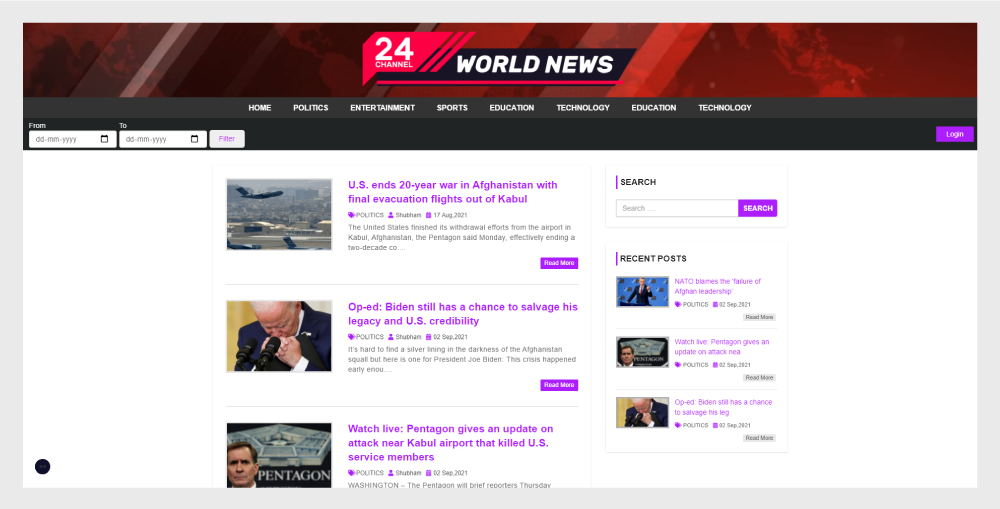 24
CHANNEL
WORLD NEWS
HOME POLITICS ENTERTAINMENT SPORTS EDUCATION TECHNOLOGY EDUCATION TECHNOLOGY
From To
dd-mm-yyyy dd-mm-yyyy Filter
Login
U.S. ends 20-year war in Afghanistan with
final evacuation flights out of Kabul
POLITICS Shubham 17 Aug,2021
The United States finished its withdrawal efforts from the airport in
Kabul, Afghanistan, the Pentagon said Monday, effectively ending a
two-decade co....
Read More
Op-ed: Biden still has a chance to salvage his
legacy and U.S. credibility
POLITICS Shubham 02 Sep,2021
It's hard to find a silver lining in the darkness of the Afghanistan
squall but here is one for President Joe Biden: This crisis happened
early enou....
Read More
PENTAGON
Watch live: Pentagon gives an update on
attack near Kabul airport that killed U.S.
service members
POLITICS Shubham 02 Sep,2021
WASHINGTON – The Pentagon will brief reporters Thursday
SEARCH
Search .....
SEARCH
RECENT POSTS
NATO blames the 'failure of
Afghan leadership'
POLITICS 02 Sep,2021
Read More
PENTAGON
Watch live: Pentagon gives an
update on attack nea
POLITICS 02 Sep,2021
Read More
Op-ed: Biden still has a chance
to salvage his leg
POLITICS 02 Sep,2021
Read More